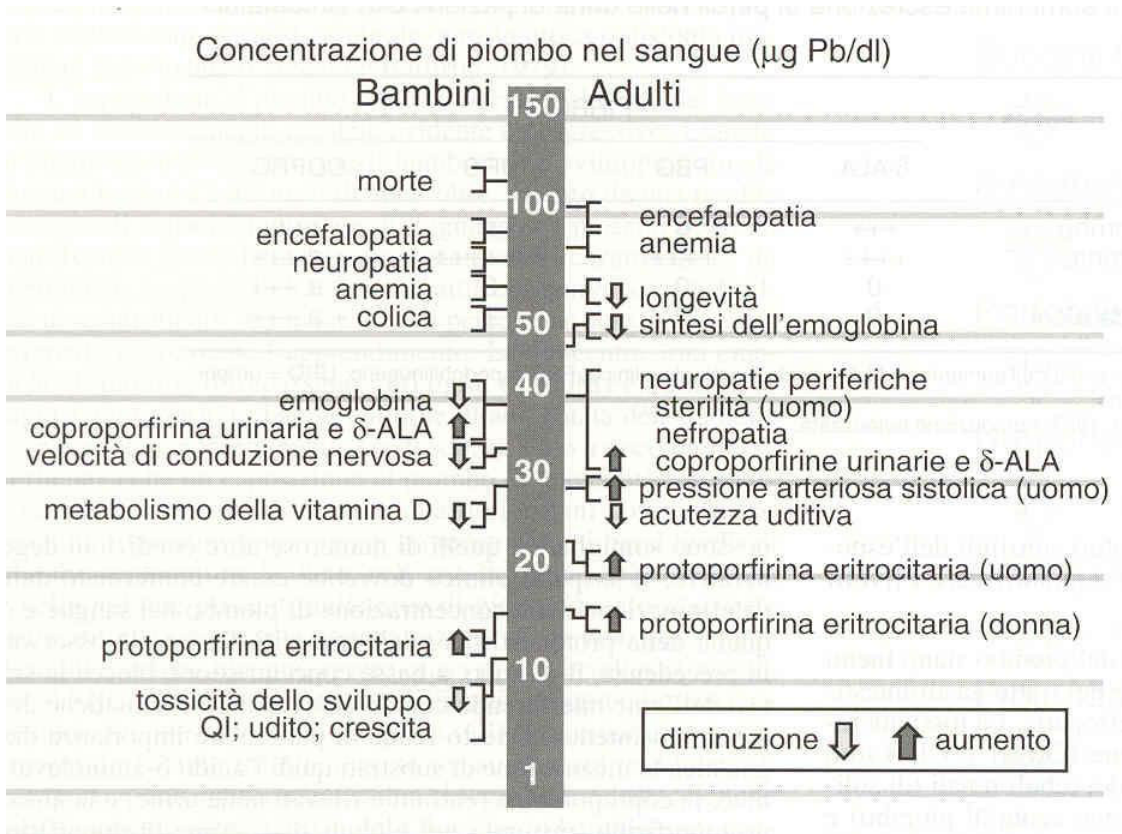 Concentrazione di piombo nel sangue (µg Pb/dl)
Bambini 150 Adulti
morte
100
encefalopatia
encefalopatia
anemia
neuropatia
anemia
longevità
colica
50
sintesi dell'emoglobina
40
neuropatie periferiche
emoglobina
sterilità (uomo)
coproporfirina urinaria e δ-ALA
nefropatia
velocità di conduzione nervosa
coproporfirine urinarie e δ-ALA
30
pressione arteriosa sistolica (uomo)
metabolismo della vitamina D
acutezza uditiva
20
protoporfirina eritrocitaria (uomo)
protoporfirina eritrocitaria (donna)
protoporfirina eritrocitaria
10
tossicità dello sviluppo
QI; udito; crescita
diminuzione aumento
1